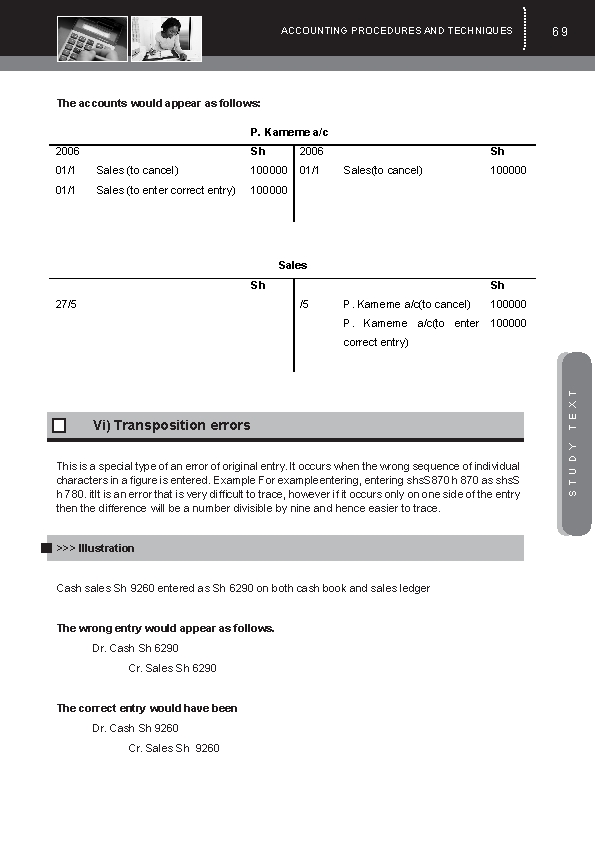 ACCOUNTING PROCEDURES AND TECHNIQUES 69
The accounts would appear as follows:
P. Kameme a/c
2006 Sh 2006 Sh
01/1 Sales (to cancel) 100000 01/1 Sales(to cancel) 100000
01/1 Sales (to enter correct entry) 100000
Sales
Sh Sh
27/5 /5 P. Kameme a/c(to cancel) 100000
P. Kameme a/c(to enter 100000
correct entry)
STUDY TEXT
Vi) Transposition errors
This is a special type of an error of original entry. It occurs when the wrong sequence of individual
characters in a figure is entered. Example For example entering, entering shsS870 h 870 as shsS
h 780. itIt is an error that is very difficult to trace, however if it occurs only on one side of the entry
then the difference will be a number divisible by nine and hence easier to trace.
>>> Illustration
Cash sales Sh 9260 entered as Sh 6290 on both cash book and sales ledger
The wrong entry would appear as follows.
Dr. Cash Sh 6290
Cr. Sales Sh 6290
The correct entry would have been
Dr. Cash Sh 9260
Cr. Sales Sh 9260